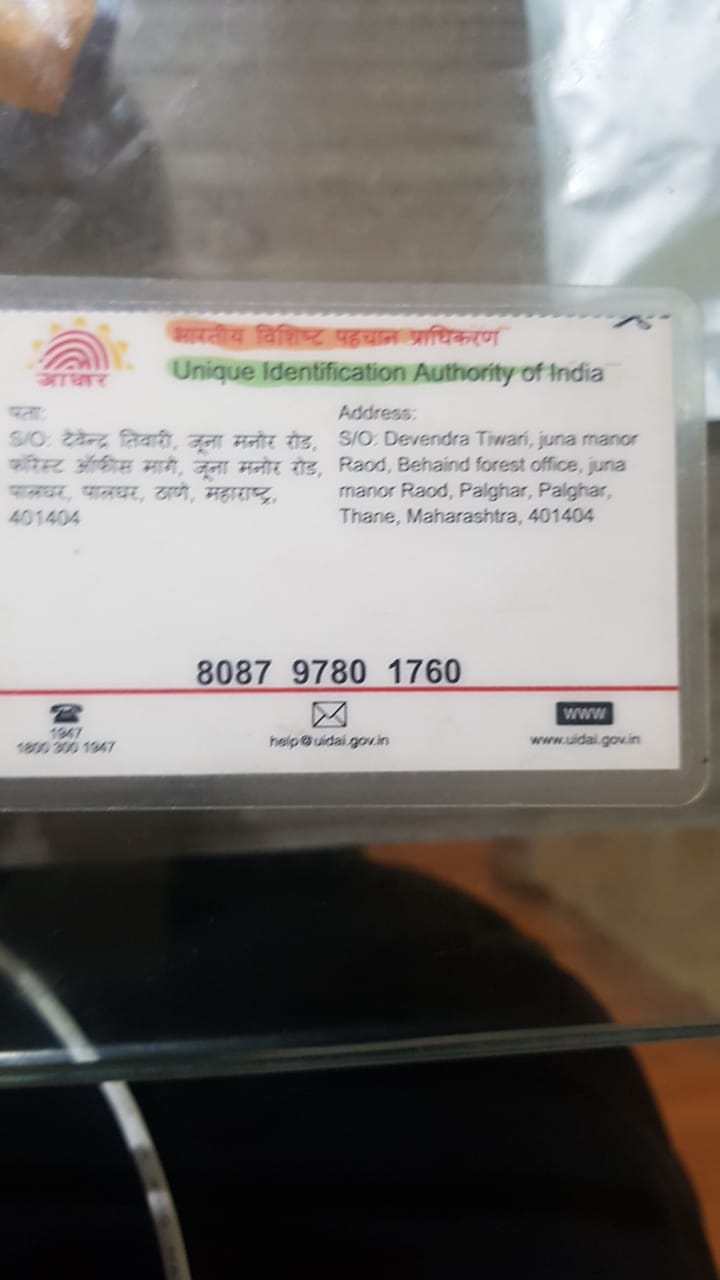 भारतीय विशिष्ट पहचान प्राधिकरण
Unique Identification Authority of India
आधार
पता:
S/O: देवेन्द्र तिवारी, जूना मनोर रोड,
फॉरेस्ट ऑफीस मागे, जूना मनोर रोड,
पालघर, पालघर, ठाणे, महाराष्ट्र,
401404
Address:
S/O: Devendra Tiwari, juna manor
Raod, Behaind forest office, juna
manor Raod, Palghar, Palghar,
Thane, Maharashtra, 401404
8087 9780 1760
1947
1800 300 1947
help@uidai.gov.in
www
www.uidai.gov.in